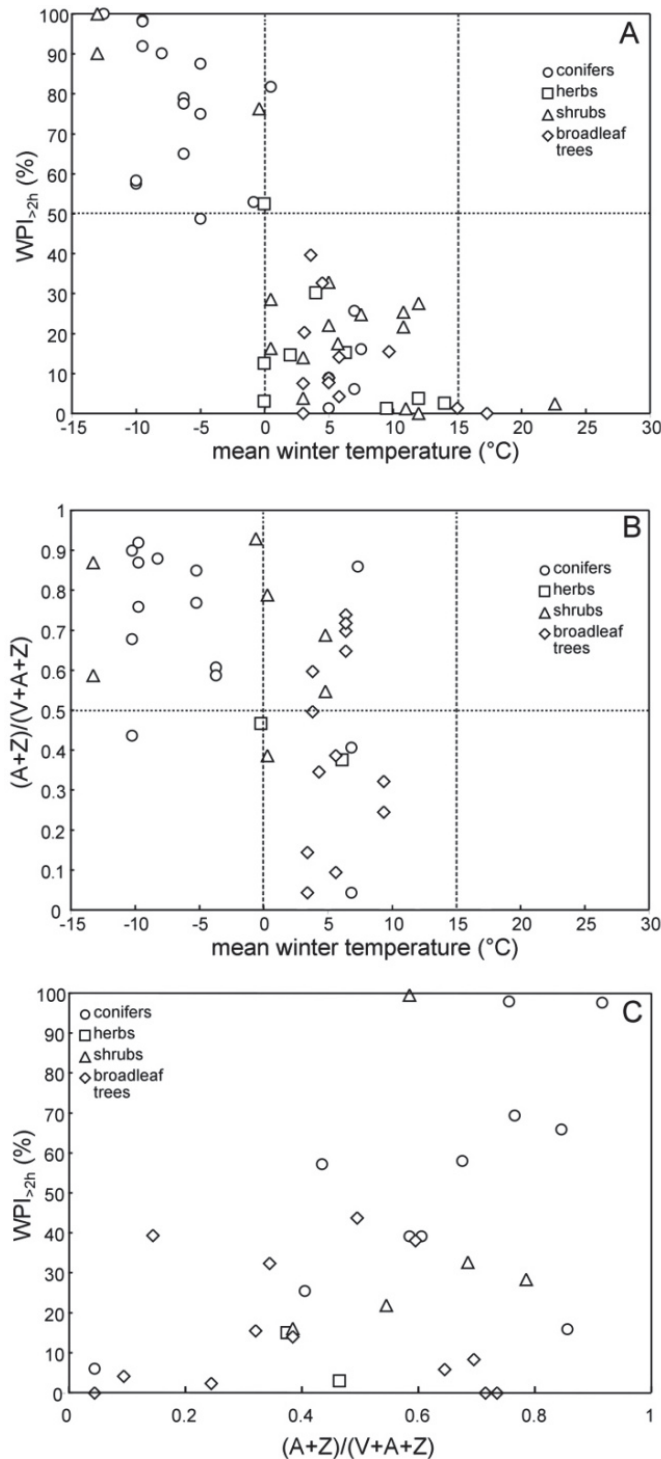 A
100
90
80
70
60
50
40
30
20
10
0
WPI>2h (%)
conifers
herbs
shrubs
broadleaf
trees
-15 -10 -5 0 5 10 15 20 25 30
mean winter temperature (°C)
B
1
0.9
0.8
0.7
0.6
0.5
0.4
0.3
0.2
0.1
0
(A+Z)/(V+A+Z)
conifers
herbs
shrubs
broadleaf
trees
-15 -10 -5 0 5 10 15 20 25 30
mean winter temperature (°C)
C
100
90
80
70
60
50
40
30
20
10
0
WPI>2h (%)
conifers
herbs
shrubs
broadleaf
trees
0 0.2 0.4 0.6 0.8 1
(A+Z)/(V+A+Z)